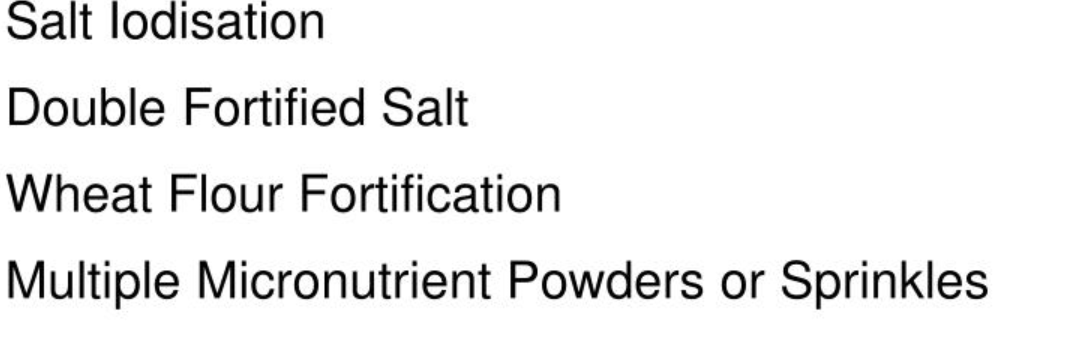 Salt Iodisation
Double Fortified Salt
Wheat Flour Fortification
Multiple Micronutrient Powders or Sprinkles